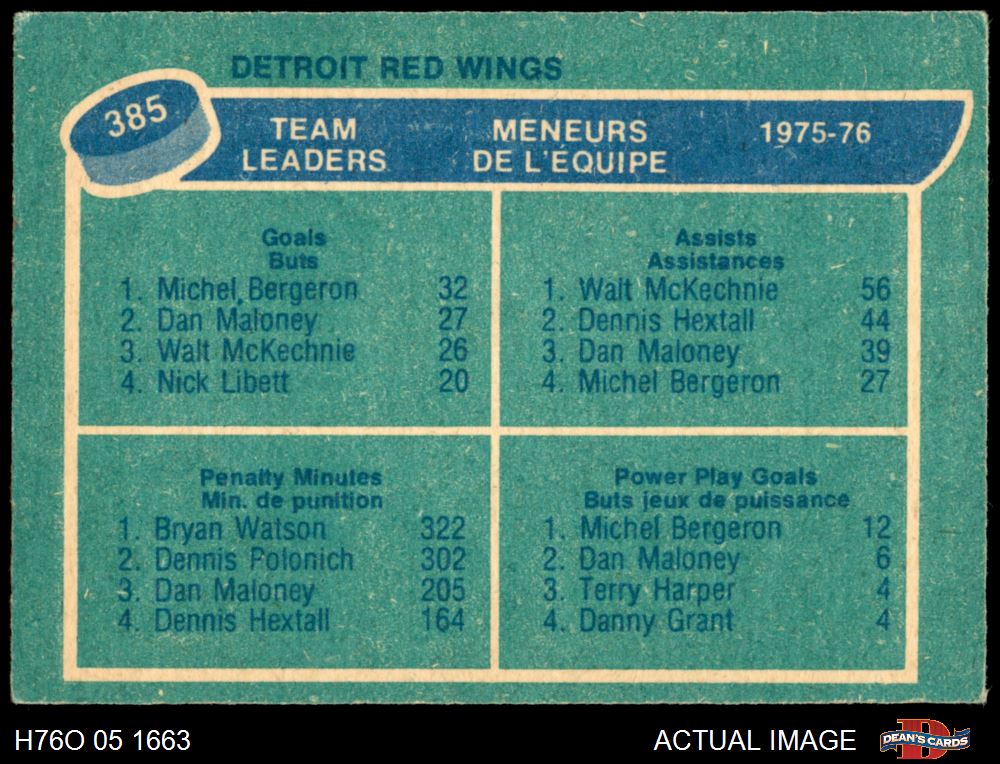 DETROIT RED WINGS
385
TEAM LEADERS
MENEURS DE L'ÉQUIPE
1975-76
Goals
Buts
1. Michel Bergeron 32
2. Dan Maloney 27
3. Walt McKechnie 26
4. Nick Libett 20
Assists
Assistances
1. Walt McKechnie 56
2. Dennis Hextall 44
3. Dan Maloney 39
4. Michel Bergeron 27
Penalty Minutes
Min. de punition
1. Bryan Watson 322
2. Dennis Polonich 302
3. Dan Maloney 205
4. Dennis Hextall 164
Power Play Goals
Buts jeux de puissance
1. Michel Bergeron 12
2. Dan Maloney 6
3. Terry Harper 4
4. Danny Grant 4
H76O 05 1663
ACTUAL IMAGE
D
DEAN'S CARDS